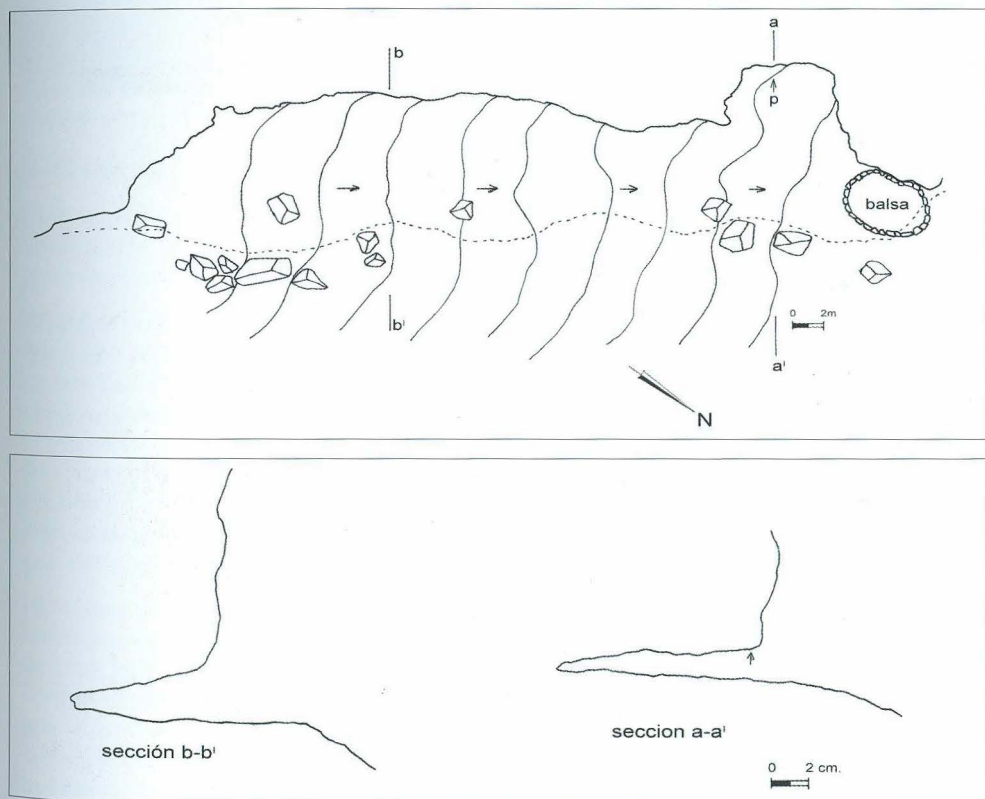 a
b
p
balsa
0 2m
b'
a'
N
sección b-b'
seccion a-a'
0 2 cm.